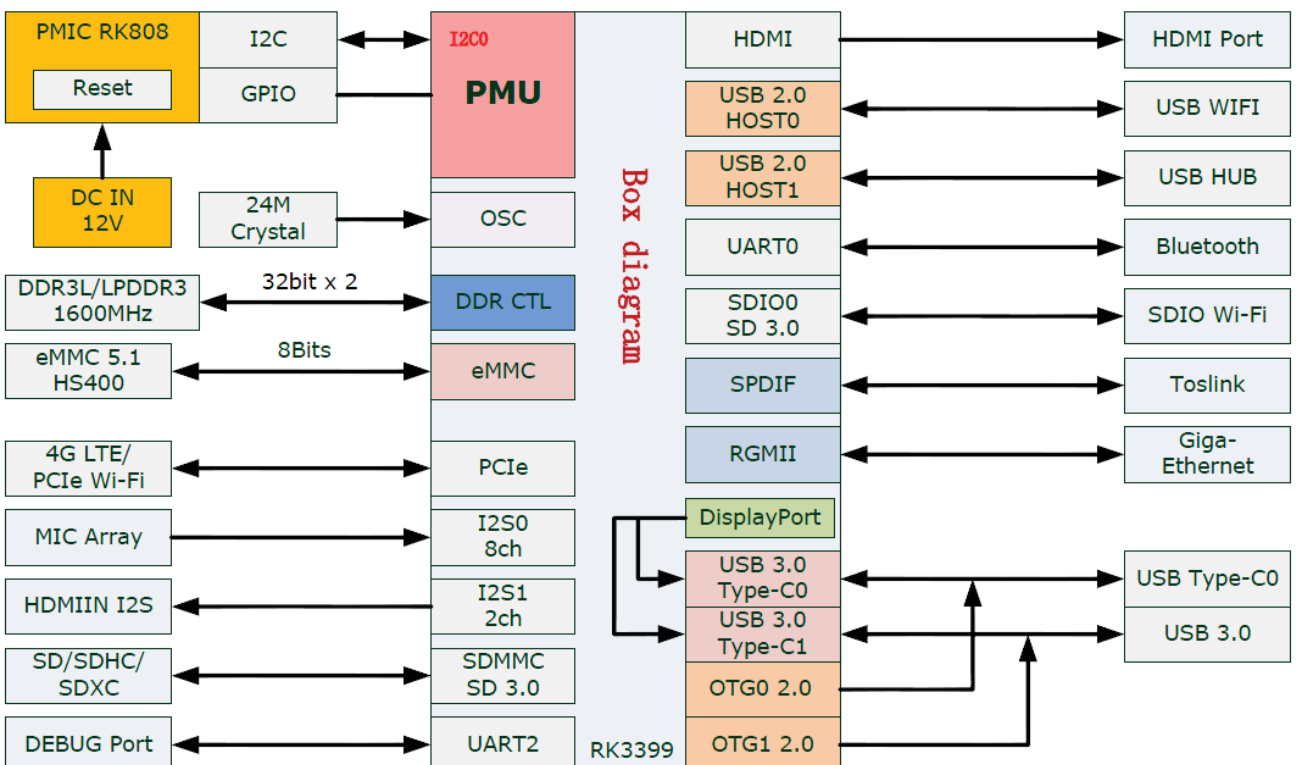 PMIC RK808
Reset
I2C
GPIO
I2C0
PMU
DC IN
12V
24M
Crystal
OSC
DDR3L/LPDDR3
1600MHz
32bit x 2
DDR CTL
eMMC 5.1
HS400
8Bits
eMMC
4G LTE/
PCIe Wi-Fi
PCIe
MIC Array
I2S0
8ch
HDMIIN I2S
I2S1
2ch
SD/SDHC/
SDXC
SDMMC
SD 3.0
DEBUG Port
UART2
Box diagram
RK3399
HDMI
HDMI Port
USB 2.0
HOST0
USB WIFI
USB 2.0
HOST1
USB HUB
UART0
Bluetooth
SDIO0
SD 3.0
SDIO Wi-Fi
SPDIF
Toslink
RGMII
Giga-
Ethernet
DisplayPort
USB 3.0
Type-C0
USB Type-C0
USB 3.0
Type-C1
USB 3.0
OTG0 2.0
OTG1 2.0